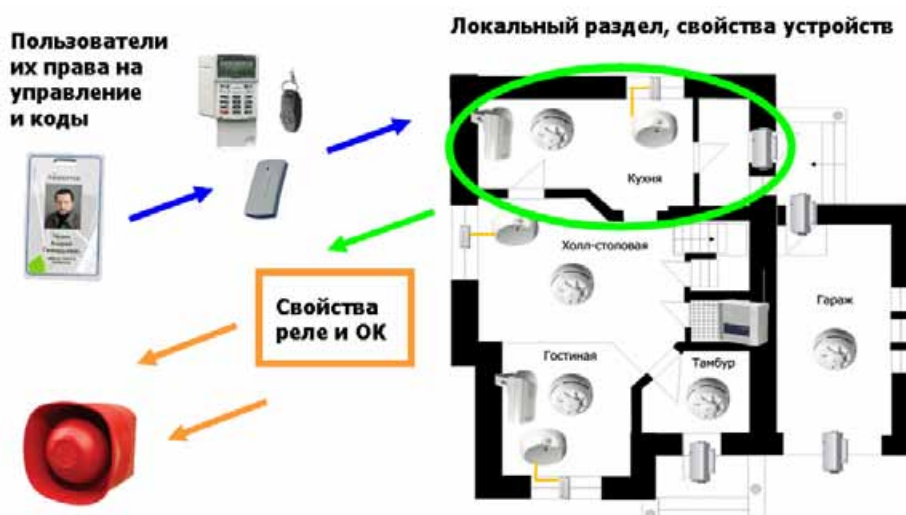 Пользователи
их права на
управление
и коды
Локальный раздел, свойства устройств
Кухня
Холл-столовая
Гараж
Гостиная
Тамбур
Свойства
реле и ОК